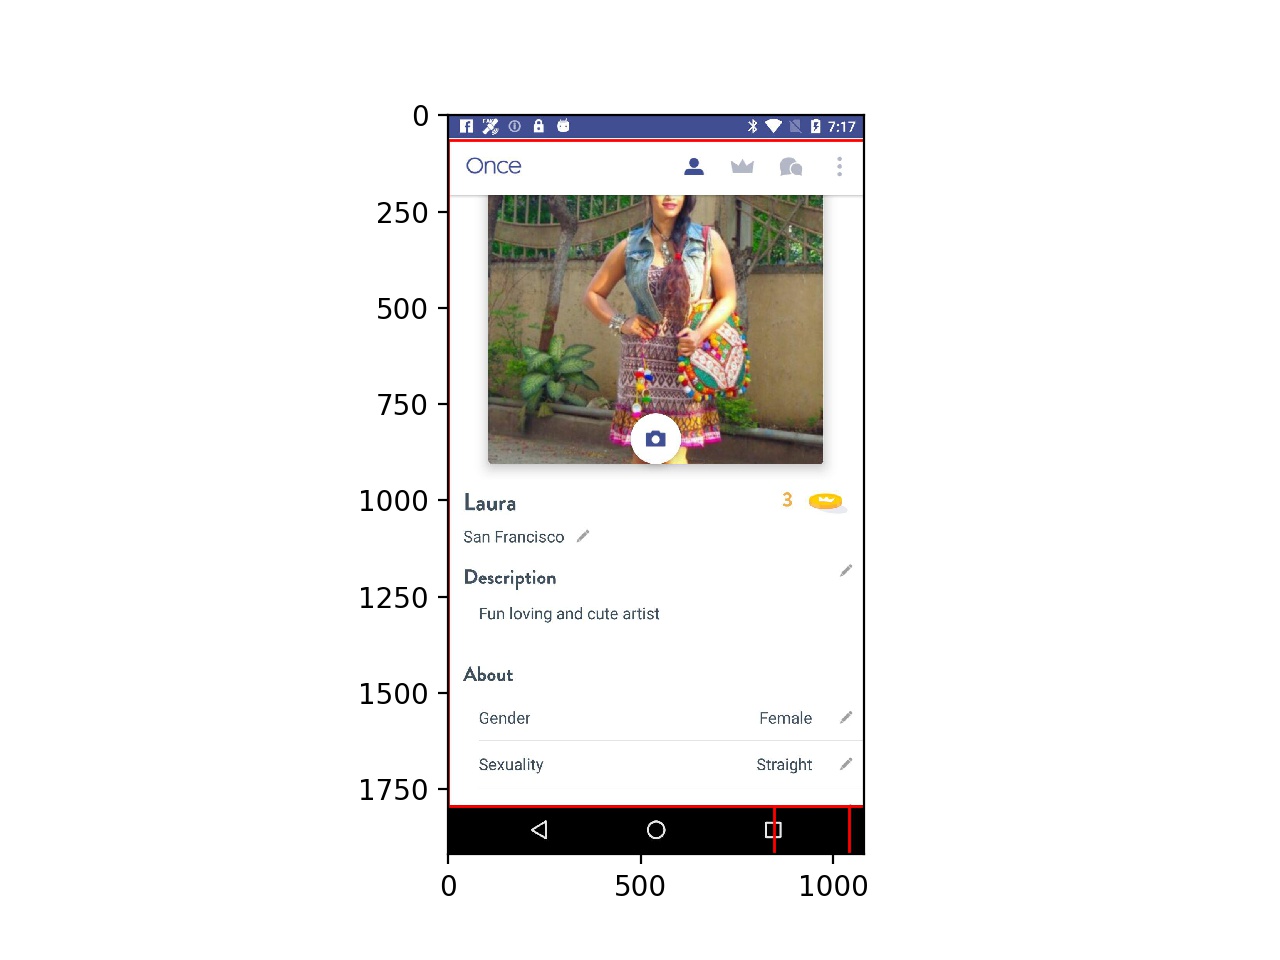 0
250
500
750
1000
1250
1500
1750
0 500 1000
7:17
Once
Laura 3
San Francisco
Description
Fun loving and cute artist
About
Gender Female
Sexuality Straight